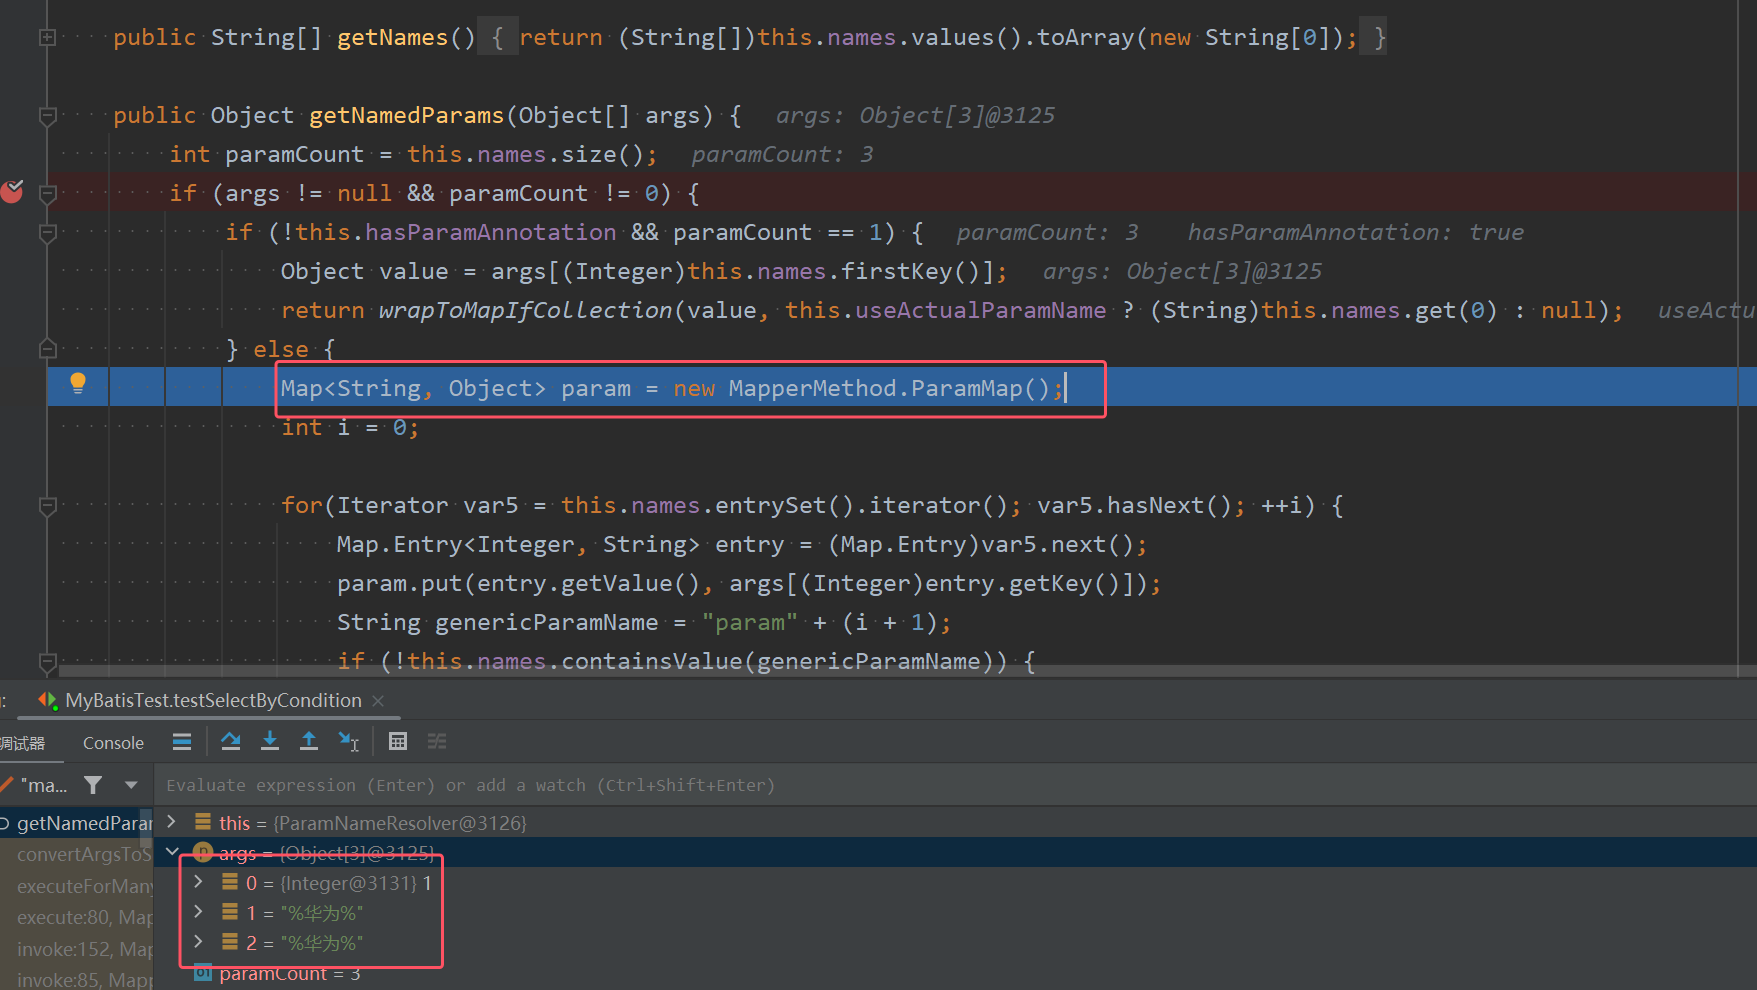 public String[] getNames() { return (String[])this.names.values().toArray(new String[0]); }
public Object getNamedParams(Object[] args) {   args: Object[3]@3125
int paramCount = this.names.size();   paramCount: 3
if (args != null && paramCount != 0) {
if (!this.hasParamAnnotation && paramCount == 1) {   paramCount: 3   hasParamAnnotation: true
Object value = args[(Integer)this.names.firstKey()];   args: Object[3]@3125
return wrapToMapIfCollection(value, this.useActualParamName ? (String)this.names.get(0) : null);   useActu
} else {
Map<String, Object> param = new MapperMethod.ParamMap();
int i = 0;
for(Iterator var5 = this.names.entrySet().iterator(); var5.hasNext(); ++i) {
Map.Entry<Integer, String> entry = (Map.Entry)var5.next();
param.put(entry.getValue(), args[(Integer)entry.getKey()]);
String genericParamName = "param" + (i + 1);
if (!this.names.containsValue(genericParamName)) {
: MyBatisTest.testSelectByCondition ×
调试器 Console
"ma... Evaluate expression (Enter) or add a watch (Ctrl+Shift+Enter)
getNamedParar this = {ParamNameResolver@3126}
convertArgsToS args = {Object[3]@3125}
executeForMany 0 = {Integer@3131} 1
execute:80, Map 1 = "%华为%"
invoke:152, Map 2 = "%华为%"
invoke:85, Mapp paramCount = 3